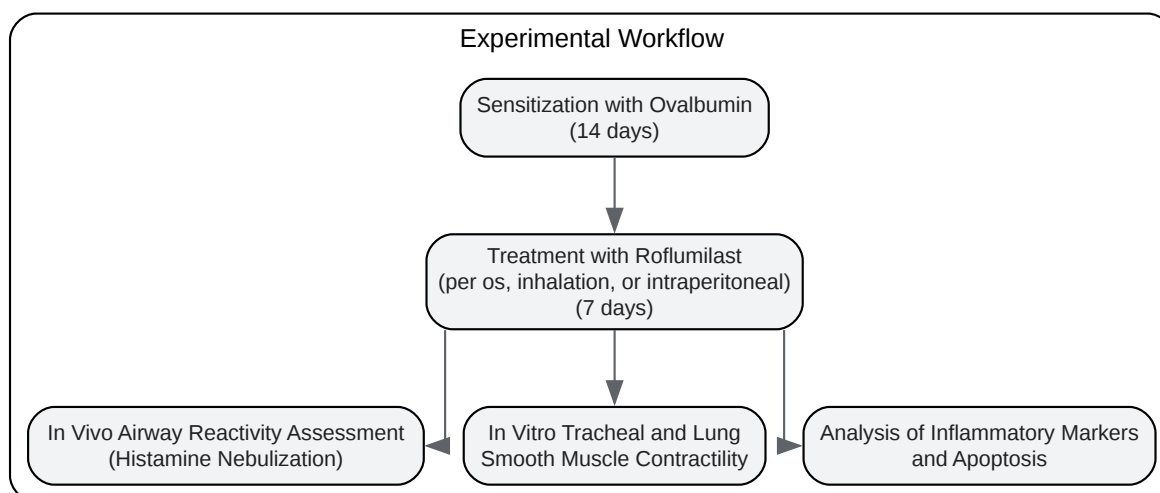 Experimental Workflow
Sensitization with Ovalbumin
(14 days)
Treatment with Roflumilast
(per os, inhalation, or intraperitoneal)
(7 days)
In Vivo Airway Reactivity Assessment
(Histamine Nebulization)
In Vitro Tracheal and Lung
Smooth Muscle Contractility
Analysis of Inflammatory Markers
and Apoptosis